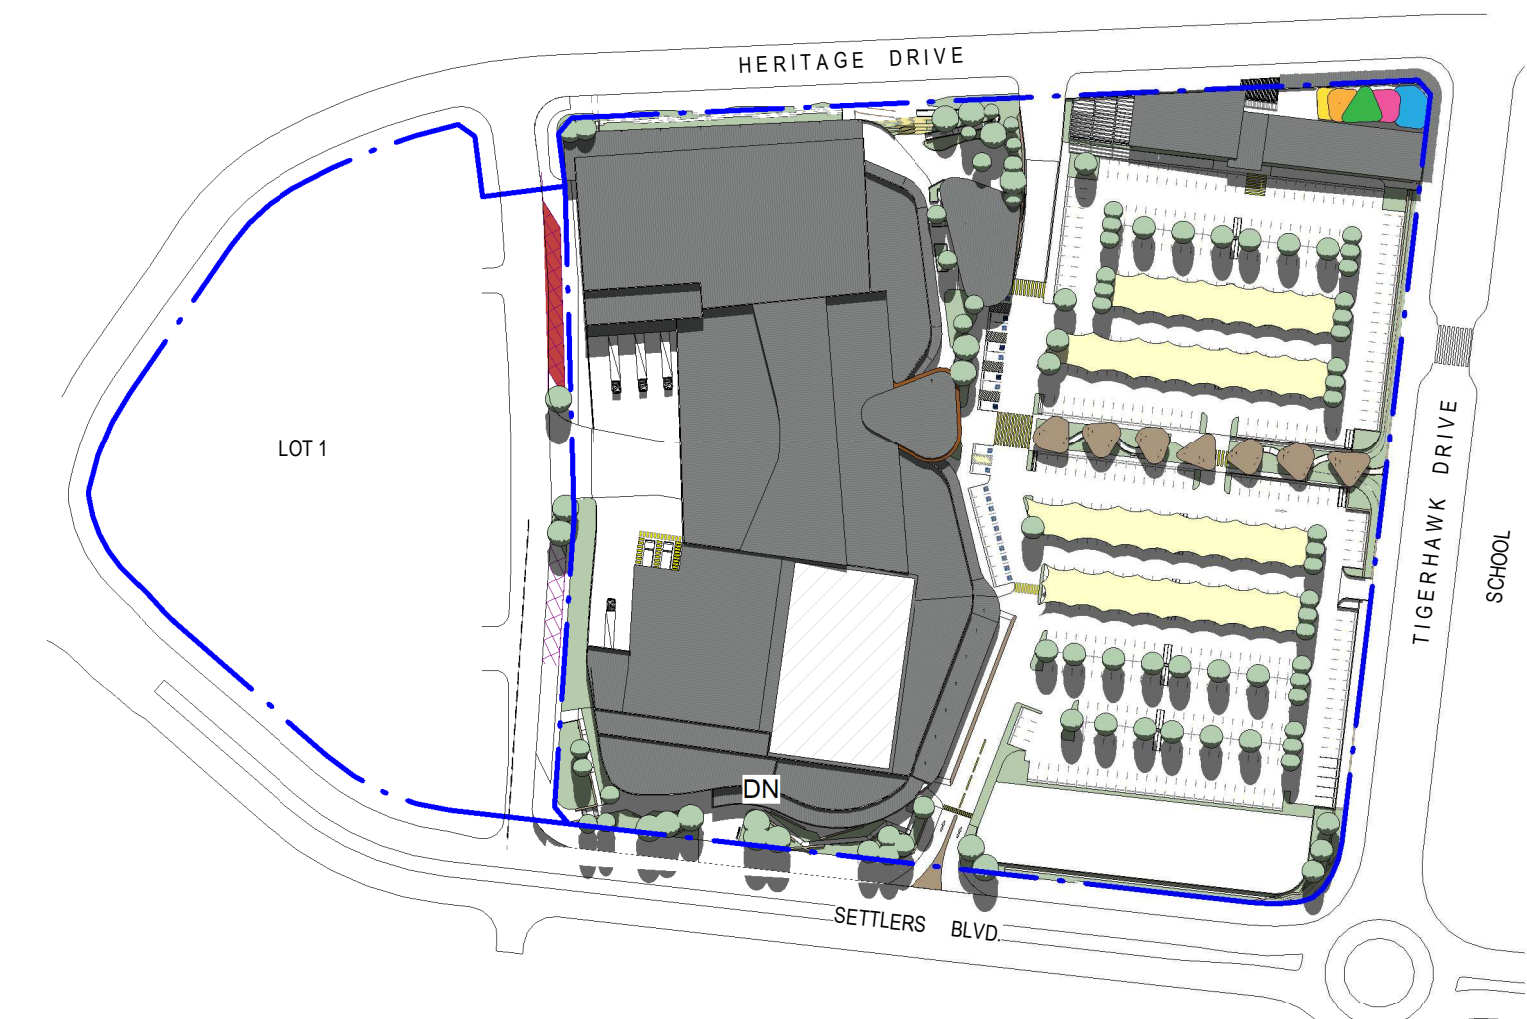 HERITAGE DRIVE
LOT 1
TIGERHAWK DRIVE
SCHOOL
DN
SETTLERS BLVD.